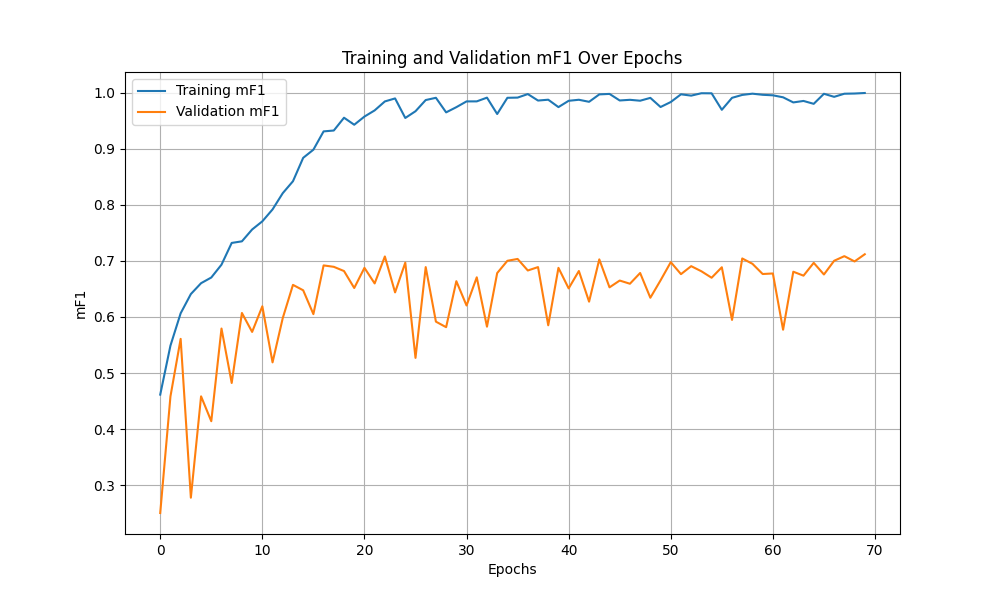 Training and Validation mF1 Over Epochs
Training mF1
Validation mF1
mF1
1.0
0.9
0.8
0.7
0.6
0.5
0.4
0.3
0 10 20 30 40 50 60 70
Epochs